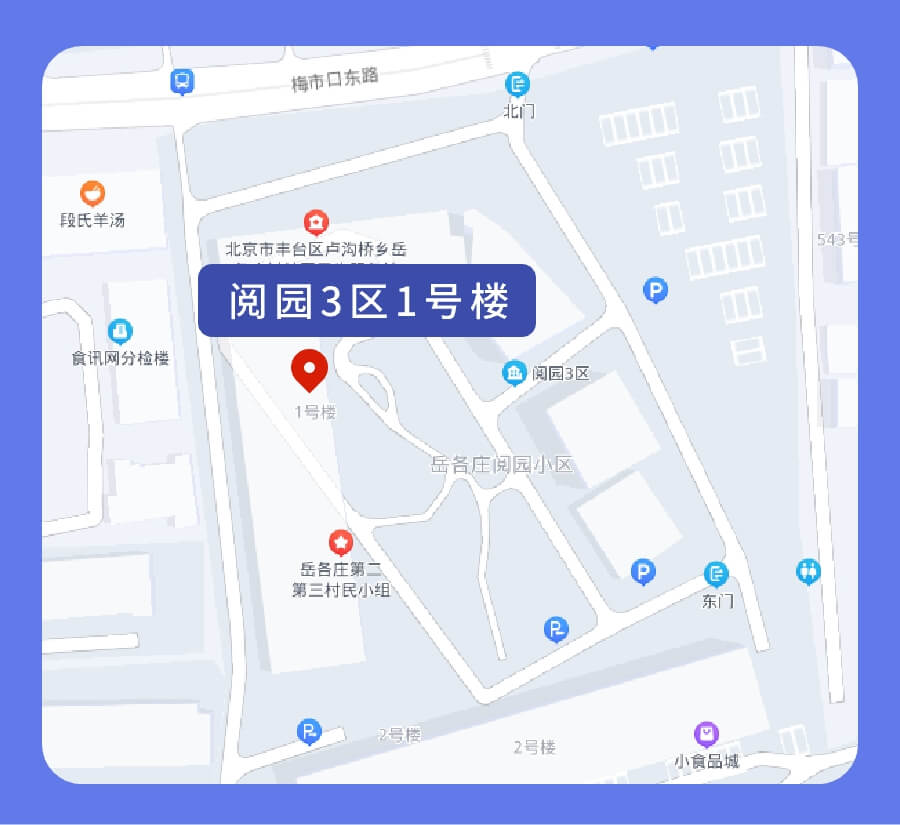 梅市口东路
北门
段氏羊汤
北京市丰台区卢沟桥乡岳
543号
阅园3区1号楼
食讯网分检楼
阅园3区
1号楼
岳各庄阅园小区
岳各庄第二
第三村民小组
东门
2号楼
2号楼
小食品城